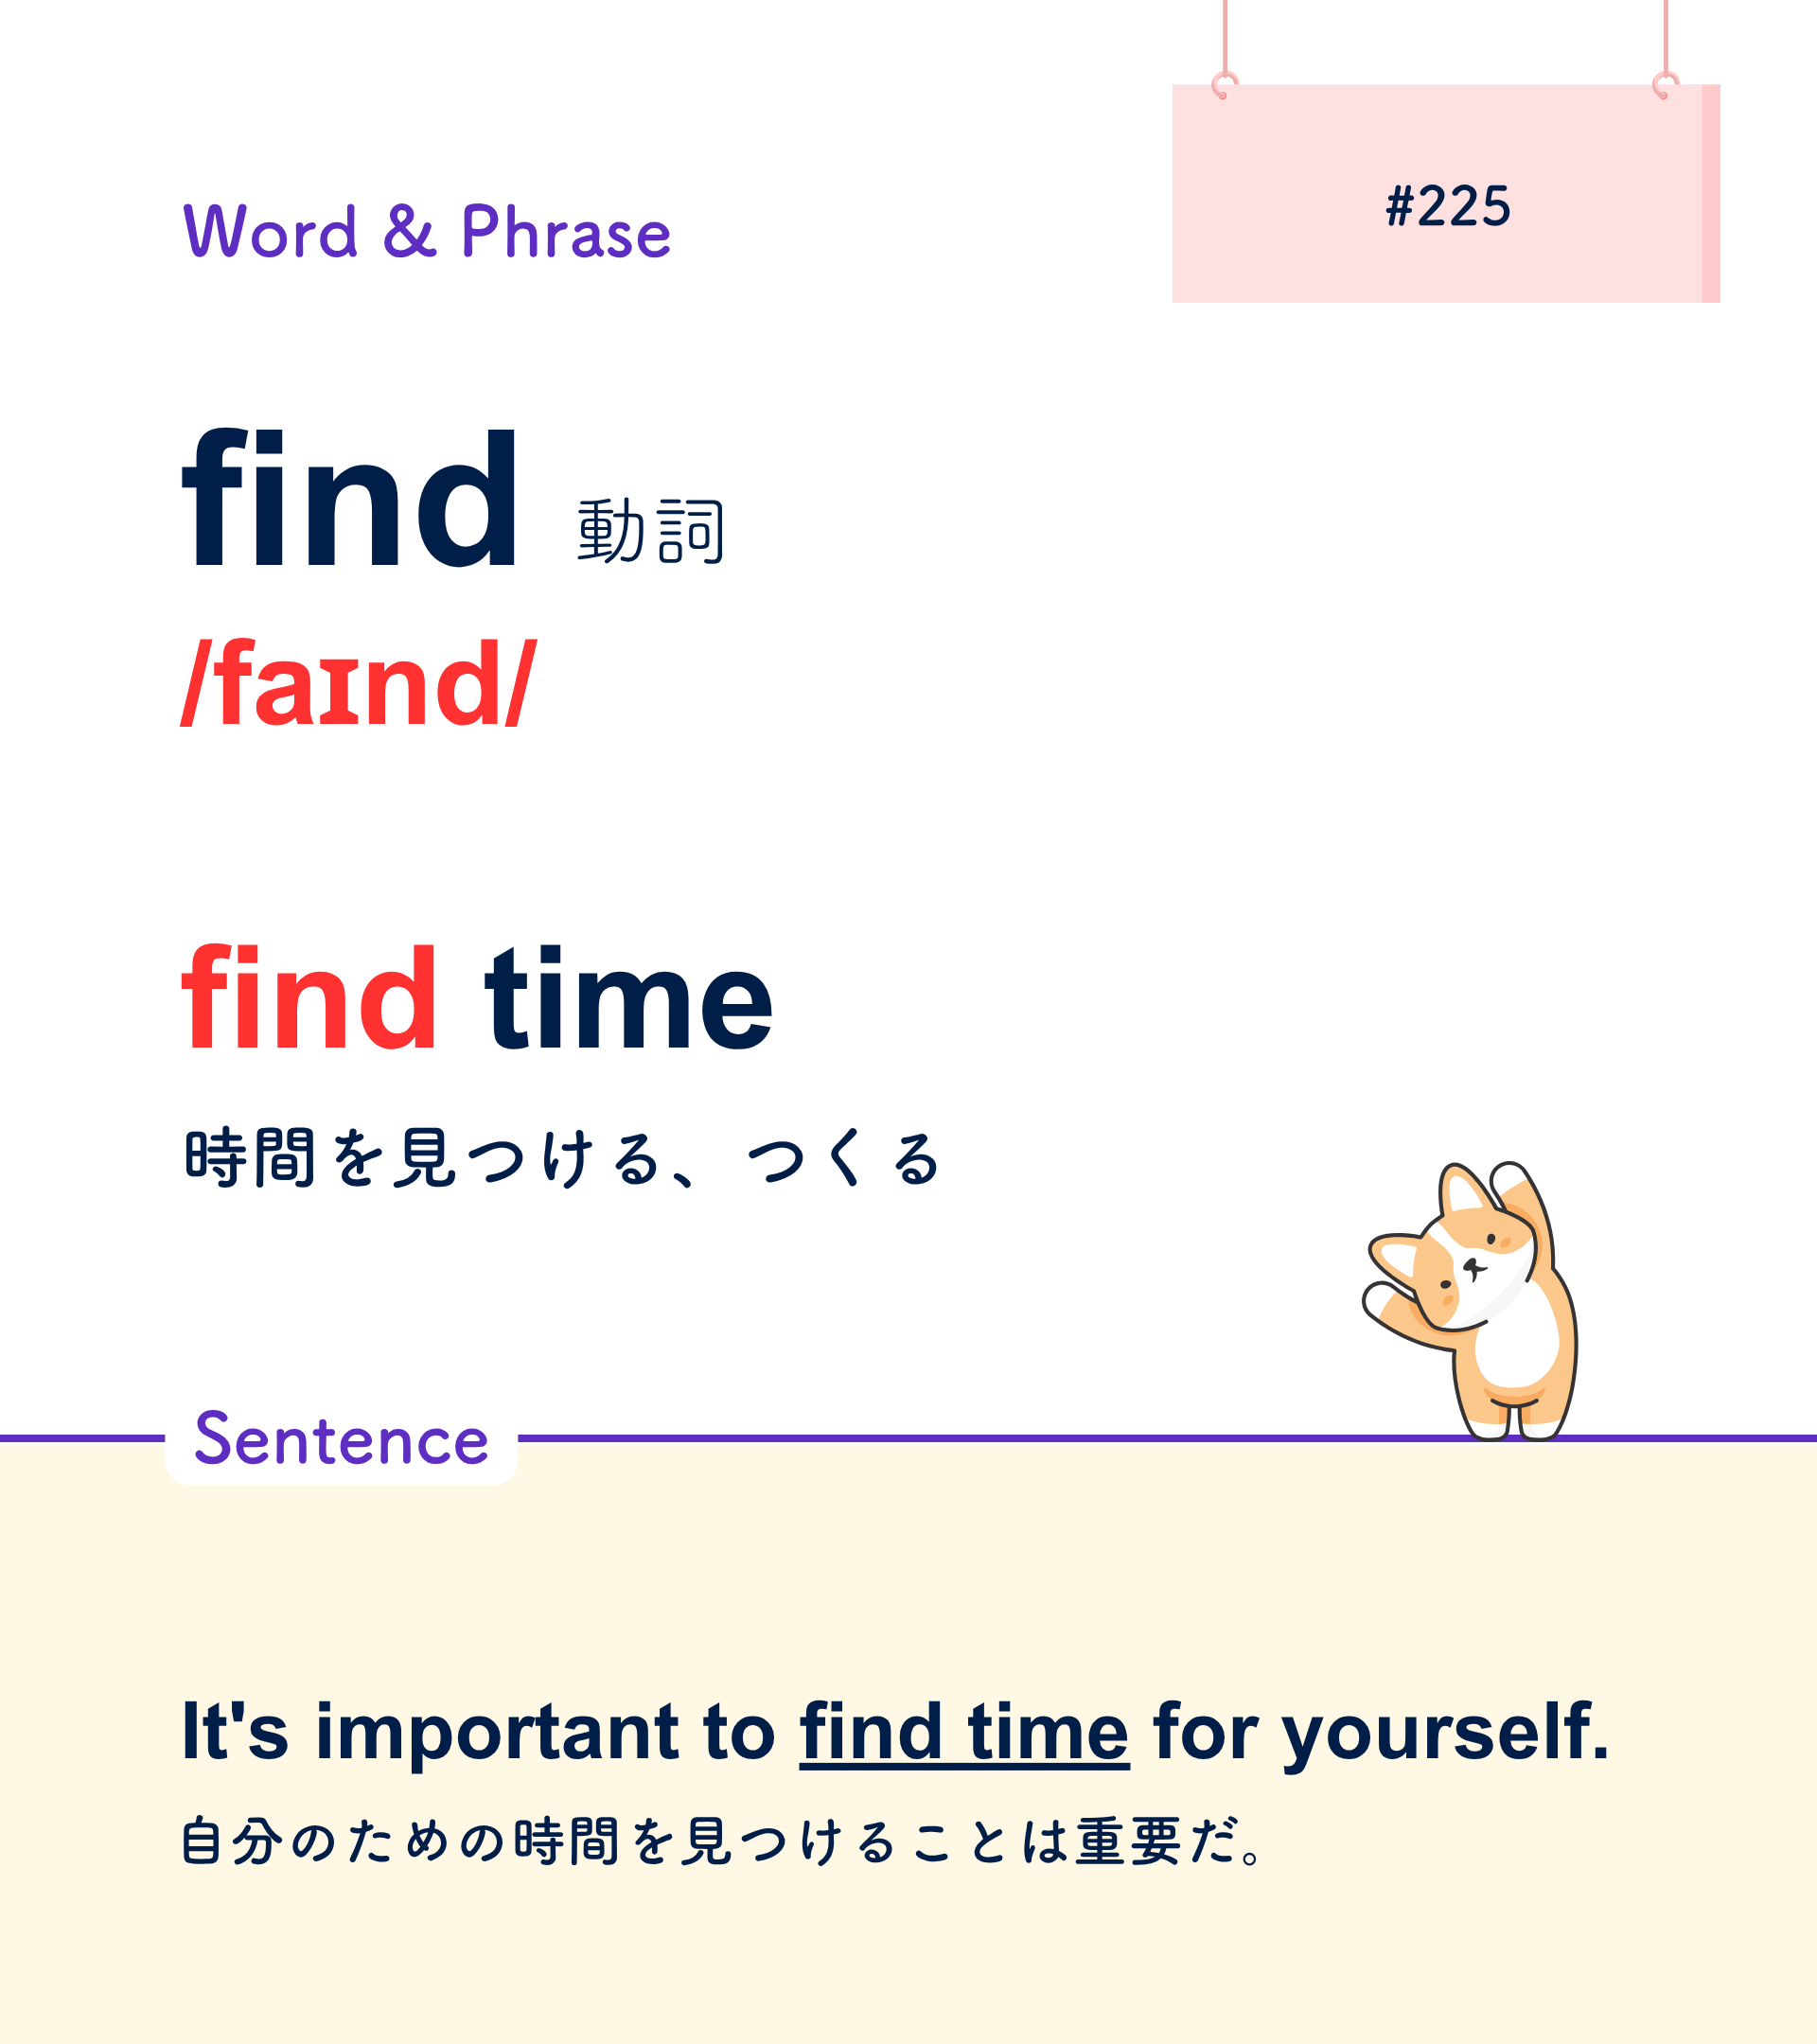 #225
Word & Phrase
find 動詞
/faɪnd/
find time
時間を見つける、つくる
Sentence
It's important to find time for yourself.
自分のための時間を見つけることは重要だ。